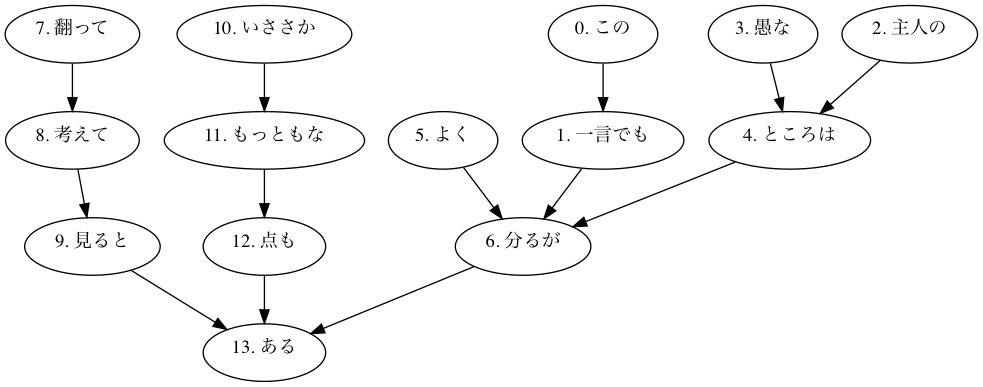 7. 翻って
10. いささか
0. この
3. 愚な
2. 主人の
8. 考えて
11. もっともな
5. よく
1. 一言でも
4. ところは
9. 見ると
12. 点も
6. 分るが
13. ある